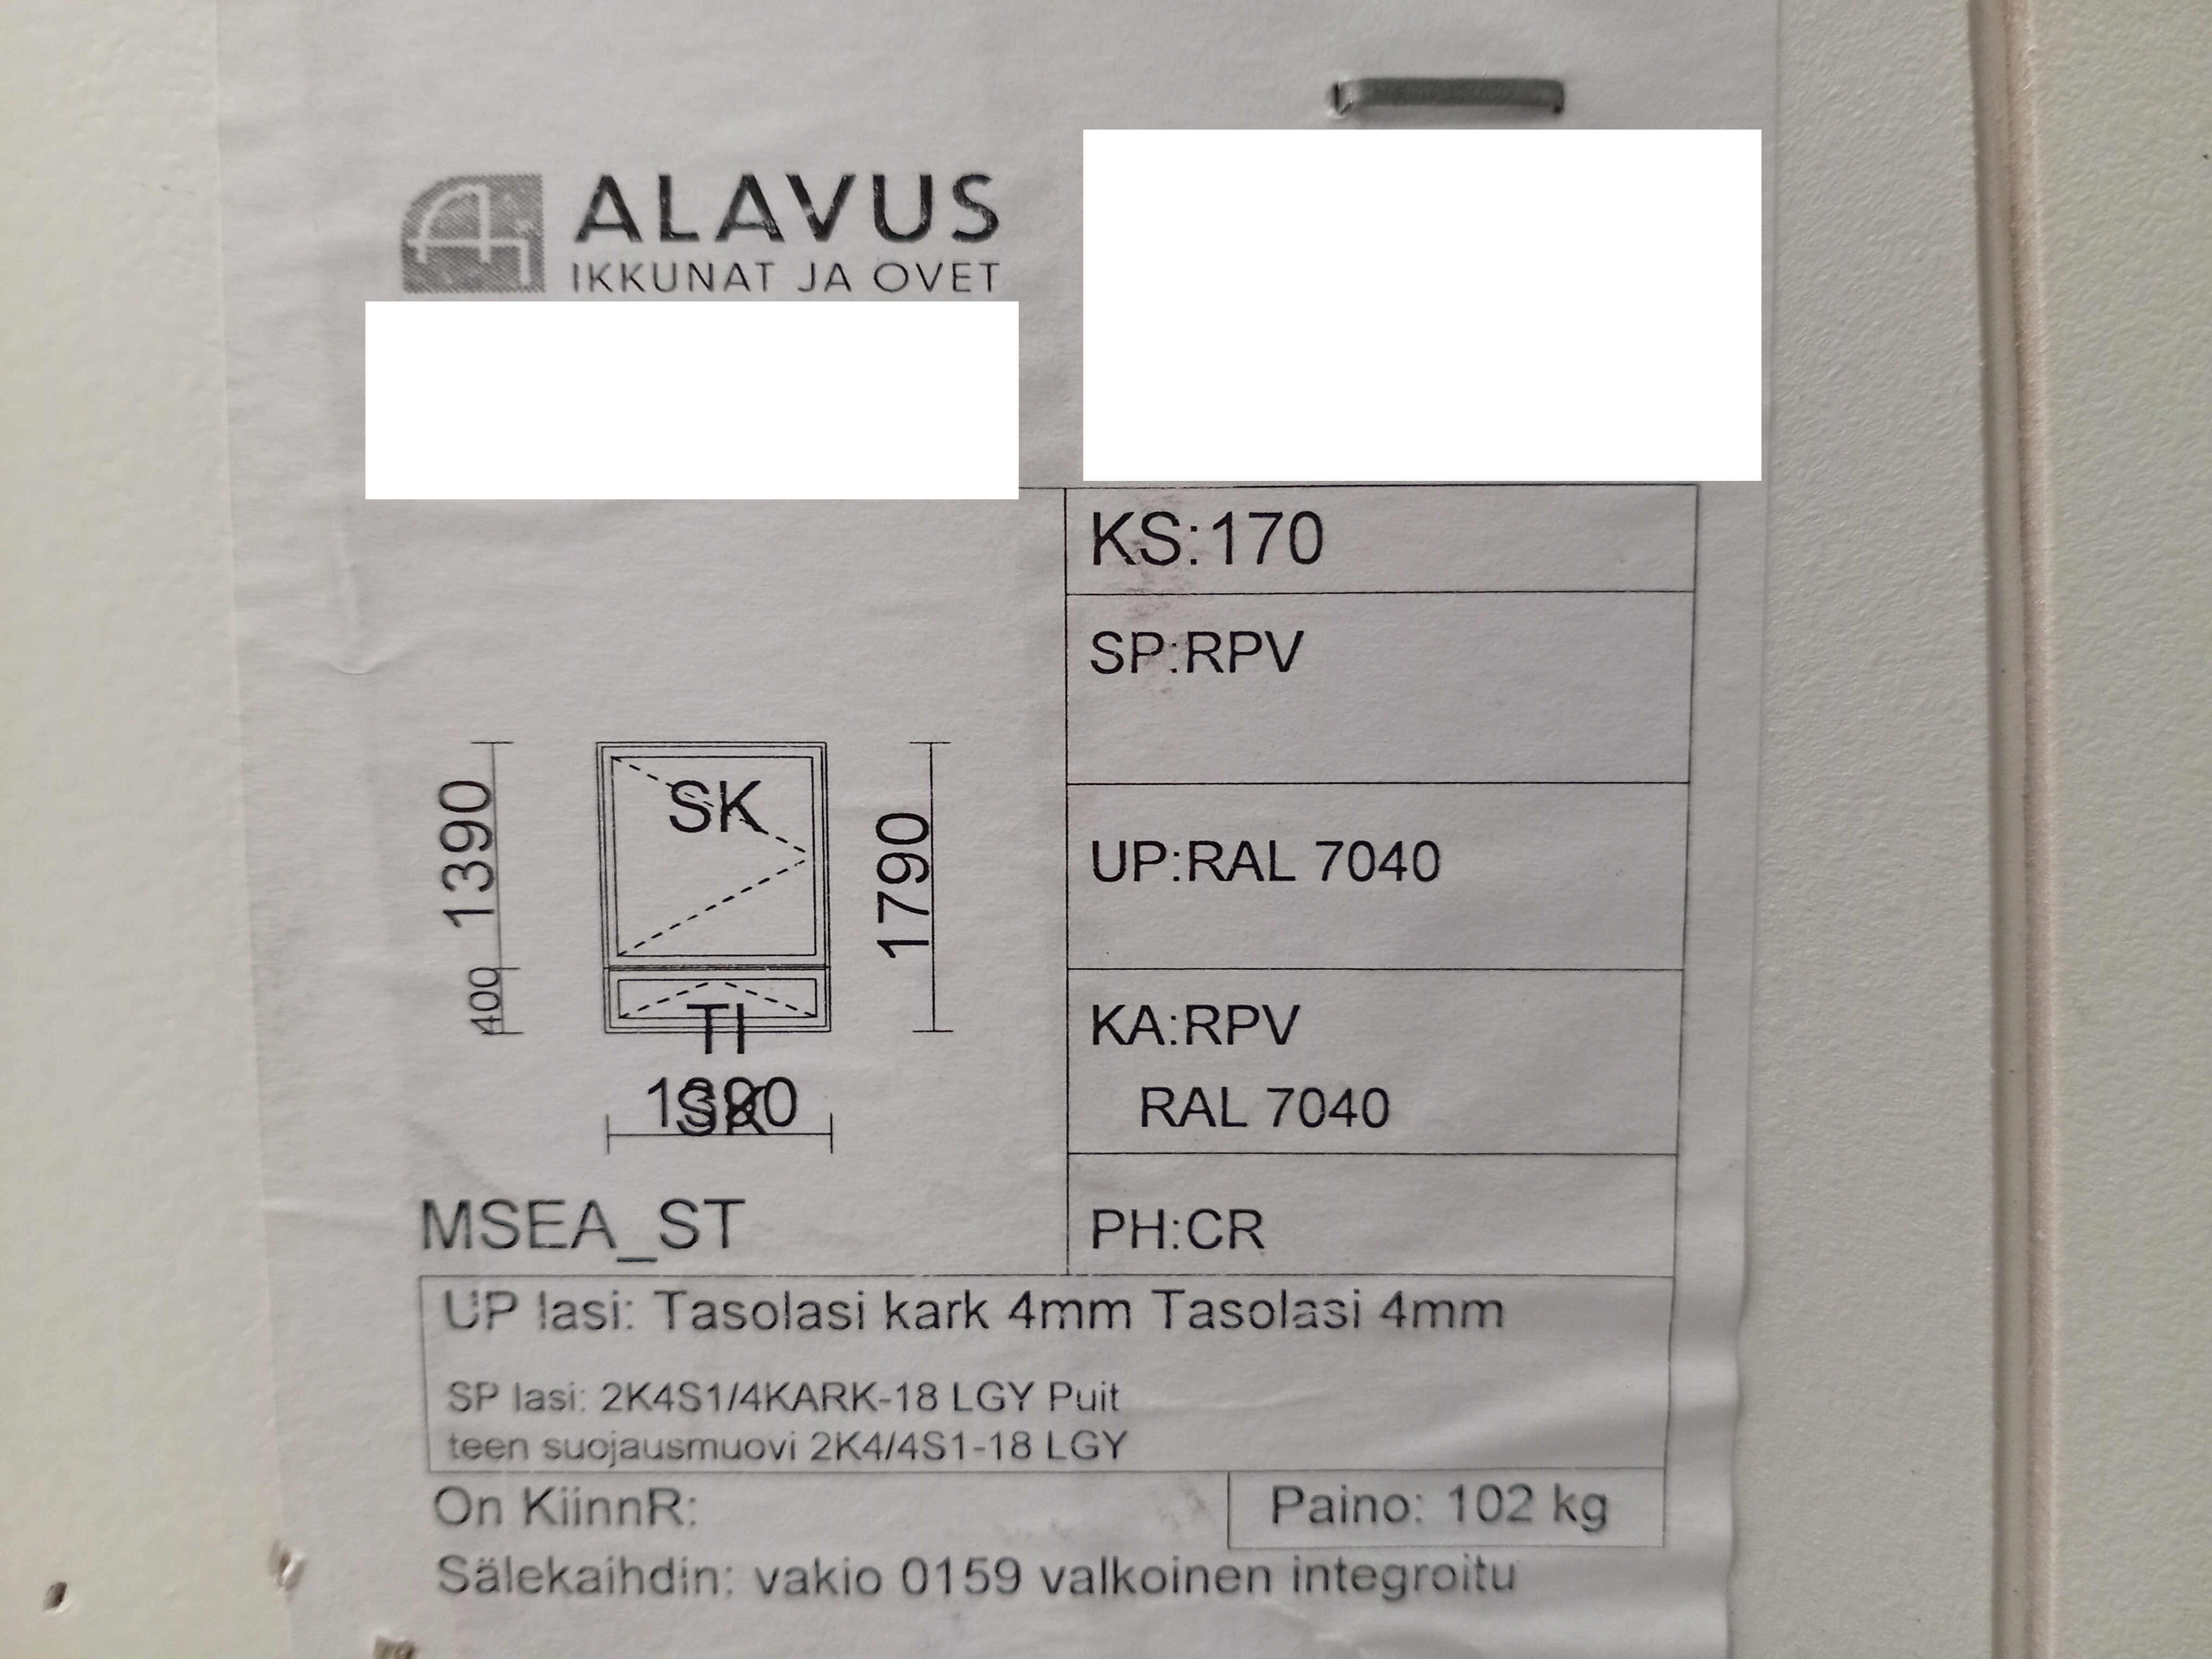 ALAVUS
IKKUNAT JA OVET
KS:170
SP:RPV
UP:RAL 7040
KA:RPV
RAL 7040
PH:CR
SK
1390
400
1790
TI
SK
MSEA_ST
UP lasi: Tasolasi kark 4mm Tasolasi 4mm
SP lasi: 2K4S1/4KARK-18 LGY Puit
teen suojausmuovi 2K4/4S1-18 LGY
On KiinnR:
Paino: 102 kg
Sälekaihdin: vakio 0159 valkoinen integroitu